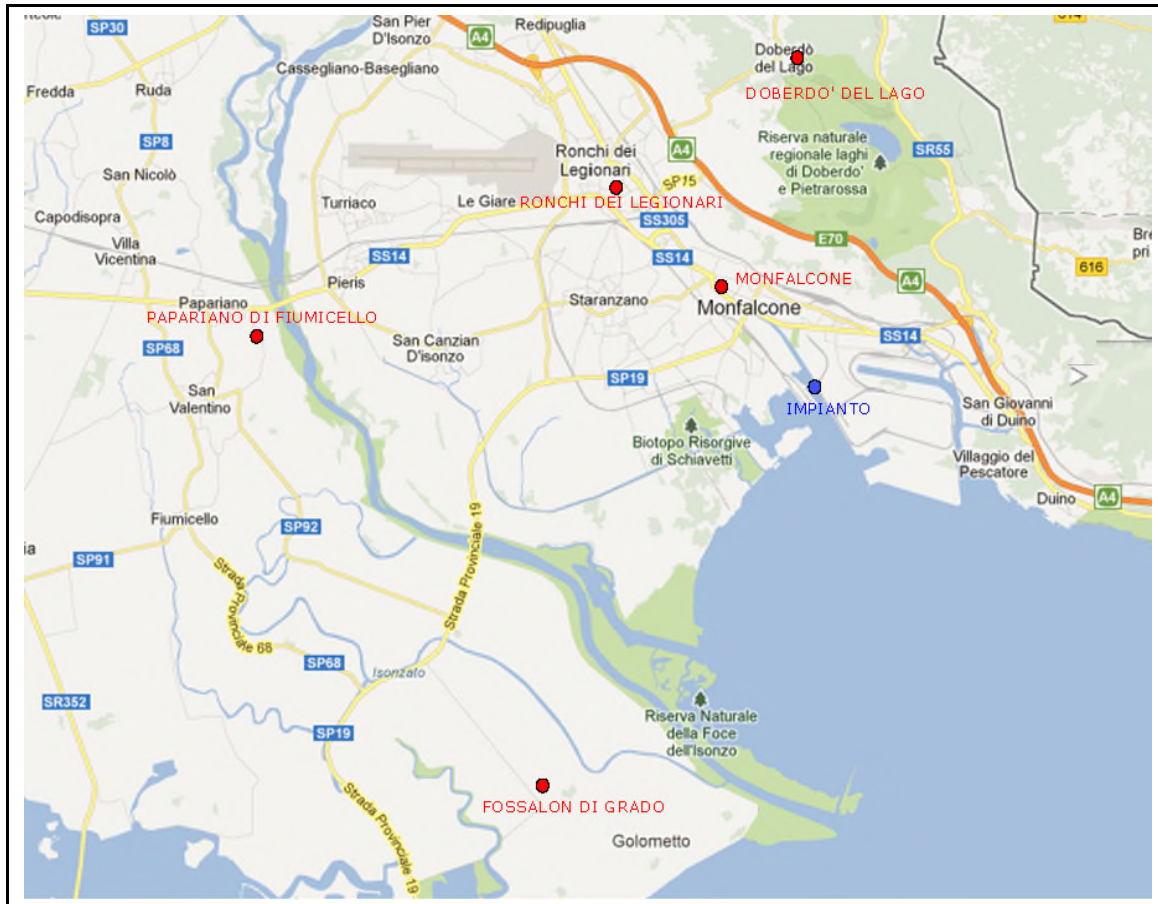 SP30
San Pier
D'Isonzo
A4
Redipuglia
Cassegliano-Basegliano
Doberdò
del Lago
DOBERDO' DEL LAGO
Fredda
Ruda
SP8
A4
Riserva naturale
regionale laghi
di Doberdo'
e Pietrarossa
SR55
Ronchi dei
Legionari
SP15
San Nicolò
Turriaco
Le Giare
RONCHI DEI LEGIONARI
Capodisopra
SS305
Villa
Vicentina
SS14
SS14
E70
Bre
pri
616
A4
Pieris
MONFALCONE
Papariano
Staranzano
Monfalcone
PAPARIANO DI FIUMICELLO
SP68
San Canzian
D'isonzo
SS14
SP19
San
Valentino
IMPIANTO
San Giovanni
di Duino
Biotopo Risorgive
di Schiavetti
Villaggio del
Pescatore
Duino
A4
Fiumicello
SP92
ia
SP91
Strada Provinciale 19
Strada
Provinciale 68
SP68
Isonzato
SR352
Riserva Naturale
della Foce
dell'Isonzo
SP19
Strada Provinciale 19
FOSSALON DI GRADO
Golometto